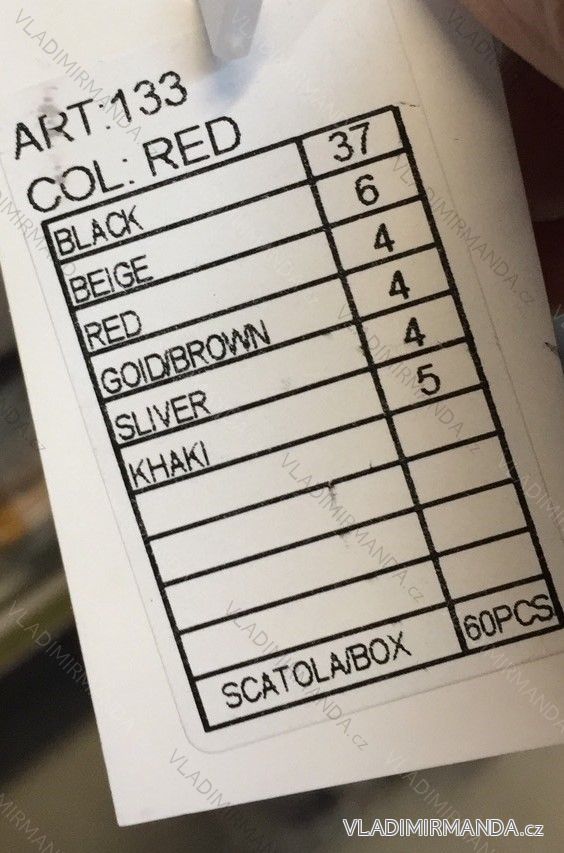 ART:133
COL: RED
BLACK 37
BEIGE 6
RED 4
GOID/BROWN 4
SLIVER 4
KHAKI 5
SCATOLA/BOX 60PCS
VLADIMIRMANDA.cz